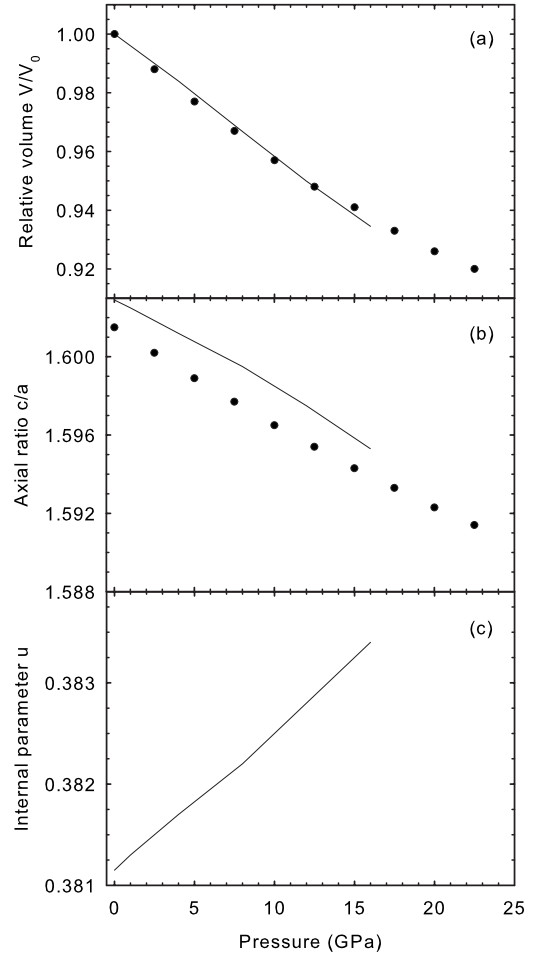 (a)
1.00
0.98
0.96
0.94
0.92
Relative volume V/V₀
(b)
1.600
1.596
1.592
1.588
Axial ratio c/a
(c)
0.383
0.382
0.381
Internal parameter u
0 5 10 15 20 25
Pressure (GPa)